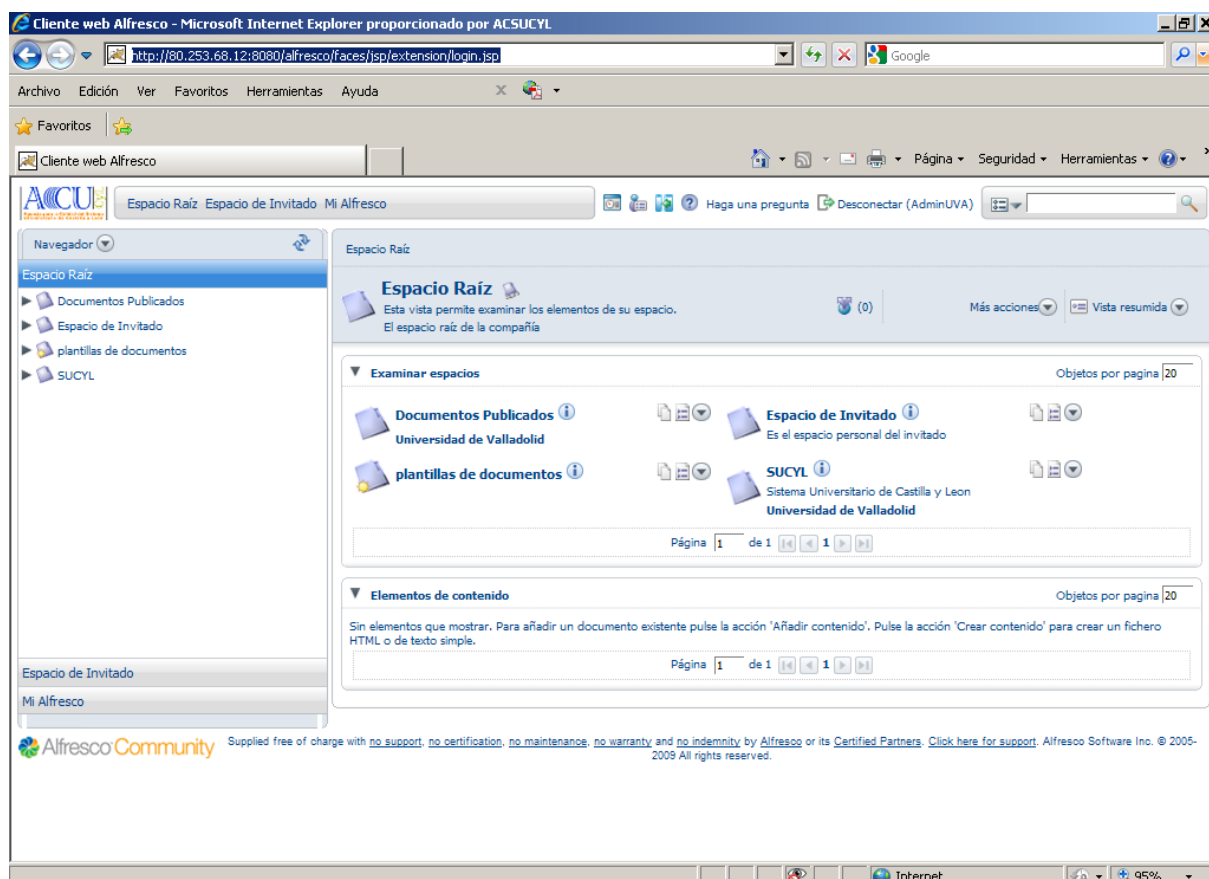 Cliente web Alfresco - Microsoft Internet Explorer proporcionado por ACSUCYL
http://80.253.68.12:8080/alfresco/faces/jsp/extension/login.jsp
Google
Archivo Edición Ver Favoritos Herramientas Ayuda
Favoritos
Cliente web Alfresco
Página Seguridad Herramientas
Espacio Raíz Espacio de Invitado Mi Alfresco
Haga una pregunta Desconectar (AdminUVA)
Navegador
Espacio Raíz
Documentos Publicados
Espacio de Invitado
plantillas de documentos
SUCYL
Espacio de Invitado
Mi Alfresco
Espacio Raíz
Espacio Raíz
Esta vista permite examinar los elementos de su espacio.
El espacio raíz de la compañía
(0)
Más acciones Vista resumida
Examinar espacios
Objetos por pagina 20
Documentos Publicados
Universidad de Valladolid
Espacio de Invitado
Es el espacio personal del invitado
plantillas de documentos
SUCYL
Sistema Universitario de Castilla y Leon
Universidad de Valladolid
Página 1 de 1 1
Elementos de contenido
Objetos por pagina 20
Sin elementos que mostrar. Para añadir un documento existente pulse la acción 'Añadir contenido'. Pulse la acción 'Crear contenido' para crear un fichero
HTML o de texto simple.
Página 1 de 1 1
Alfresco Community
Supplied free of charge with no support, no certification, no maintenance, no warranty and no indemnity by Alfresco or its Certified Partners. Click here for support. Alfresco Software Inc. © 2005-
2009 All rights reserved.
Internet
95%